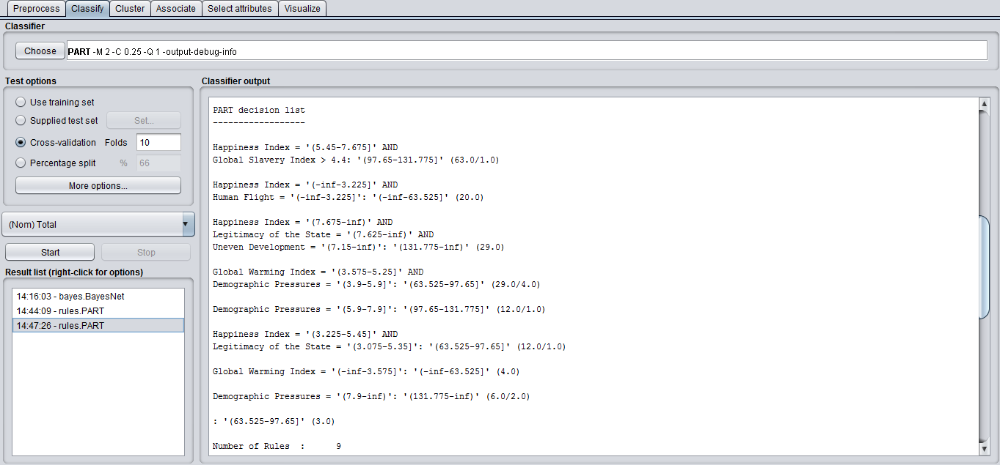 Preprocess Classify Cluster Associate Select attributes Visualize
Classifier
Choose PART -M 2 -C 0.25 -Q 1 -output-debug-info
Test options
Use training set
Supplied test set Set...
Cross-validation Folds 10
Percentage split % 66
More options...
(Nom) Total
Start Stop
Result list (right-click for options)
14:16:03 - bayes.BayesNet
14:44:09 - rules.PART
14:47:26 - rules.PART
Classifier output
PART decision list
------------------
Happiness Index = '(5.45-7.675]' AND
Global Slavery Index > 4.4: '(97.65-131.775]' (63.0/1.0)
Happiness Index = '(-inf-3.225]' AND
Human Flight = '(-inf-3.225]': '(-inf-63.525]' (20.0)
Happiness Index = '(7.675-inf)' AND
Legitimacy of the State = '(7.625-inf)' AND
Uneven Development = '(7.15-inf)': '(131.775-inf)' (29.0)
Global Warming Index = '(3.575-5.25]' AND
Demographic Pressures = '(3.9-5.9]': '(63.525-97.65]' (29.0/4.0)
Demographic Pressures = '(5.9-7.9]': '(97.65-131.775]' (12.0/1.0)
Happiness Index = '(3.225-5.45]' AND
Legitimacy of the State = '(3.075-5.35]': '(63.525-97.65]' (12.0/1.0)
Global Warming Index = '(-inf-3.575]': '(-inf-63.525]' (4.0)
Demographic Pressures = '(7.9-inf)': '(131.775-inf)' (6.0/2.0)
: '(63.525-97.65]' (3.0)
Number of Rules : 9